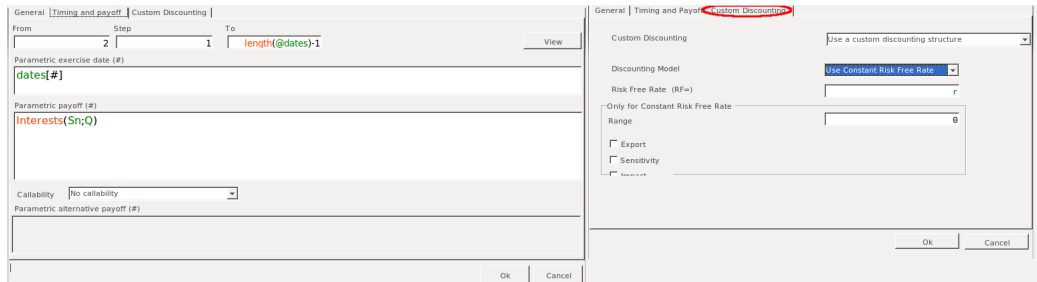 General Timing and payoff Custom Discounting
From Step To
2 1 length(@dates)-1 View
Parametric exercise date (#)
dates[#]
Parametric payoff (#)
Interests(Sn;Q)
Callability No callability
Parametric alternative payoff (#)
Ok Cancel
General Timing and Payoff Custom Discounting
Custom Discounting Use a custom discounting structure
Discounting Model Use Constant Risk Free Rate
Risk Free Rate (RF=) r
Only for Constant Risk Free Rate
Range 0
Export
Sensitivity
Impact
Ok Cancel